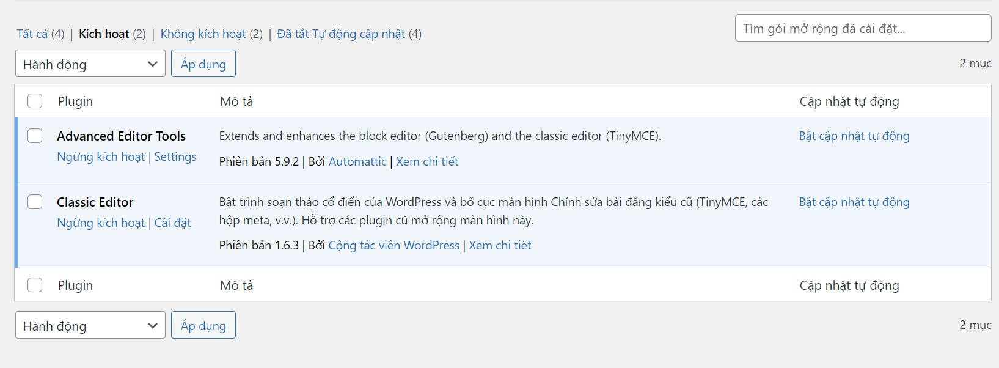 Tìm gói mở rộng đã cài đặt...
Tất cả (4) | Kích hoạt (2) | Không kích hoạt (2) | Đã tắt Tự động cập nhật (4)
Hành động Áp dụng 2 mục
Plugin Mô tả Cập nhật tự động
Advanced Editor Tools Extends and enhances the block editor (Gutenberg) and the classic editor (TinyMCE). Bật cập nhật tự động
Ngừng kích hoạt | Settings
Phiên bản 5.9.2 | Bởi Automattic | Xem chi tiết
Classic Editor Bật trình soạn thảo cổ điển của WordPress và bố cục màn hình Chỉnh sửa bài đăng kiểu cũ (TinyMCE, các Bật cập nhật tự động
Ngừng kích hoạt | Cài đặt hộp meta, v.v.). Hỗ trợ các plugin cũ mở rộng màn hình này.
Phiên bản 1.6.3 | Bởi Cộng tác viên WordPress | Xem chi tiết
Plugin Mô tả Cập nhật tự động
Hành động Áp dụng 2 mục